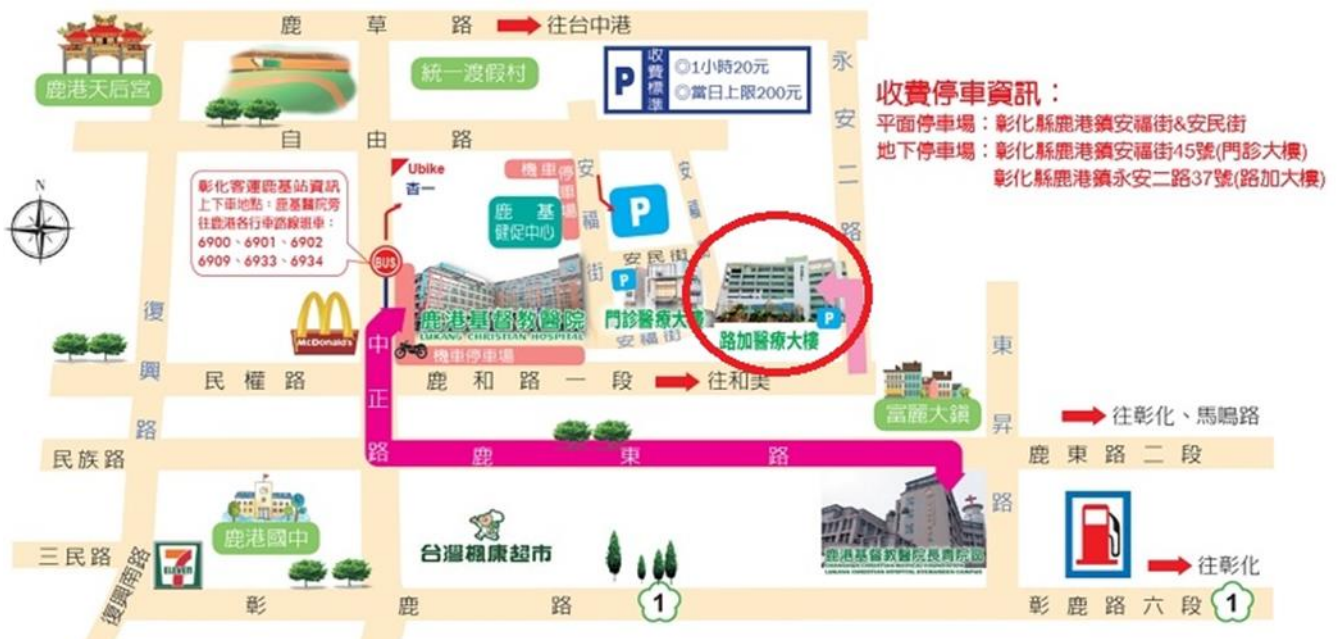 鹿草路
往台中港
鹿港天后宮
統一渡假村
P
收費標準
◎1小時20元
◎當日上限200元
永安二路
收費停車資訊：
平面停車場：彰化縣鹿港鎮安福街&安民街
地下停車場：彰化縣鹿港鎮安福街45號(門診大樓)
彰化縣鹿港鎮永安二路37號(路加大樓)
自由路
N
彰化客運鹿基站資訊
上下車地點：鹿基醫院旁
往鹿港各行車路線班車：
6900、6901、6902
6909、6933、6934
Ubike
杏一
BUS
機車停車場
鹿基
健促中心
安福街
P
安福
安民街
P
鹿港基督教醫院
LUKANG CHRISTIAN HOSPITAL
門診醫療大樓
安福街
P
路加醫療大樓
McDonald's
機車停車場
復興路
中正路
民權路
鹿和路一段
往和美
富麗大鎮
東昇路
往彰化、馬鳴路
民族路
鹿東路
鹿東路二段
鹿港國中
台灣楓康超市
鹿港基督教醫院長青院區
三民路
7
ELEVEN
復興南路
往彰化
彰鹿路
1
彰鹿路六段
1